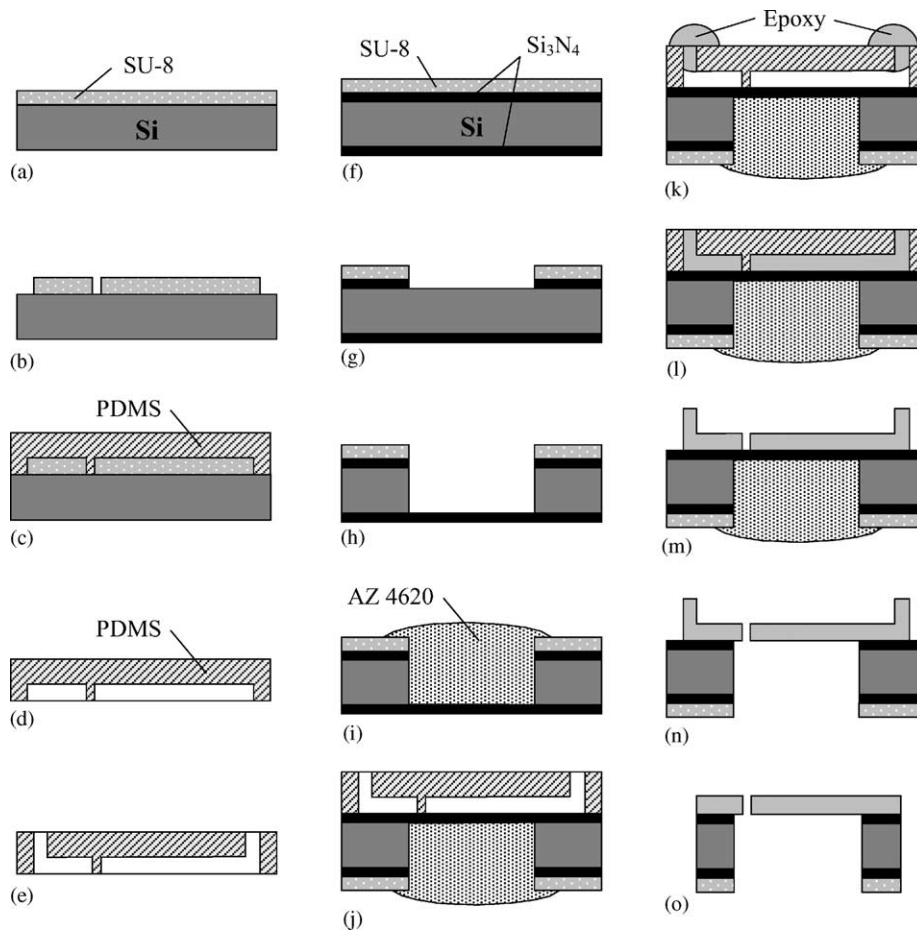 SU-8
Si
(a)
(b)
PDMS
(c)
PDMS
(d)
(e)
SU-8
Si₃N₄
Si
(f)
(g)
(h)
AZ 4620
(i)
(j)
Epoxy
(k)
(l)
(m)
(n)
(o)